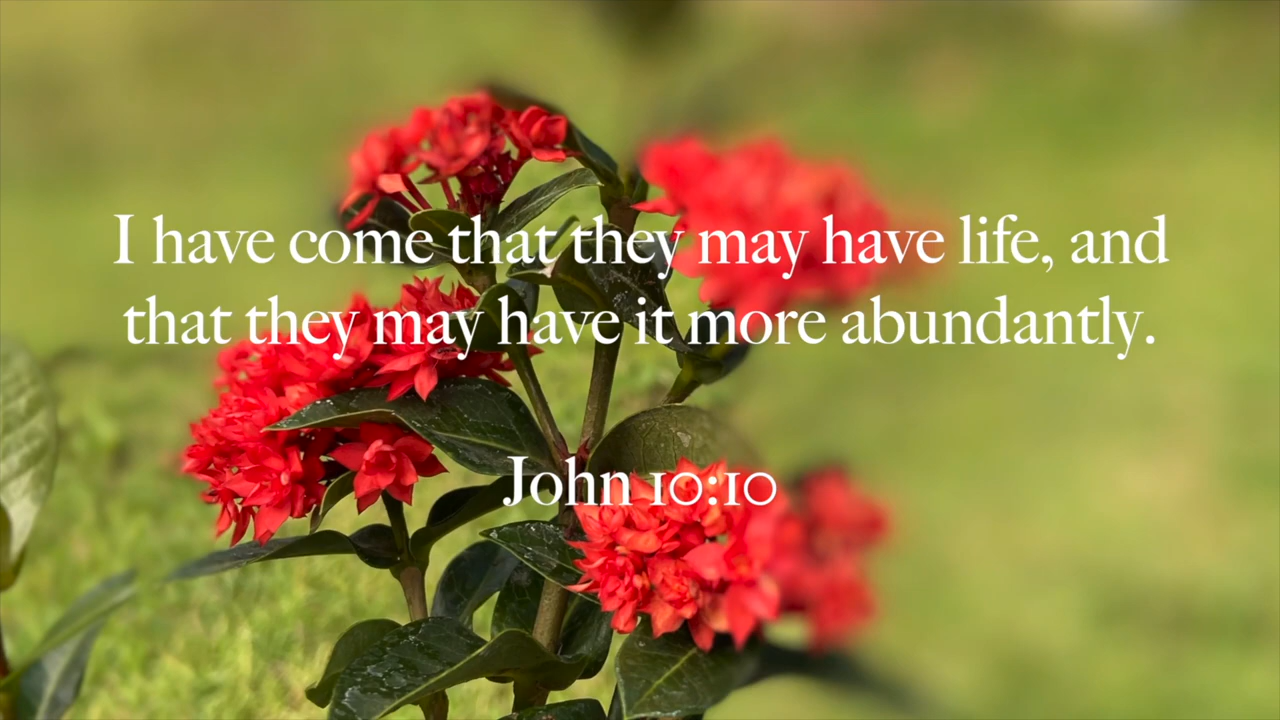 I have come that they may have life, and
that they may have it more abundantly.
John 10:10